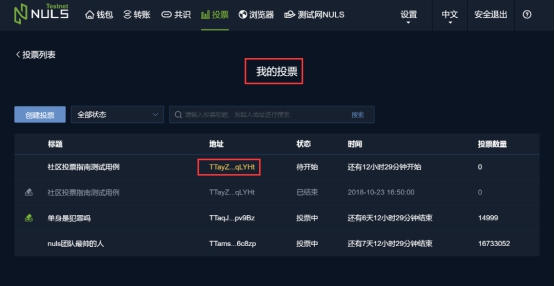 Testnet
NULS 钱包 转账 共识 投票 浏览器 测试网NULS 设置 中文 安全退出
投票列表
我的投票
创建投票 全部状态 搜索
标题 地址 状态 时间 投票数量
社区投票指南测试用例 TTayZ...qLYHt 待开始 还有12小时29分钟开始 0
社区投票指南测试用例 TTayZ...qLYHt 已结束 2018-10-23 16:50:00 0
单身是犯罪吗 TTaqJ...pv9Bz 投票中 还有6天12小时29分钟结束 14999
nuls团队最帅的人 TTams...6c8zp 投票中 还有7天12小时29分钟结束 16733052